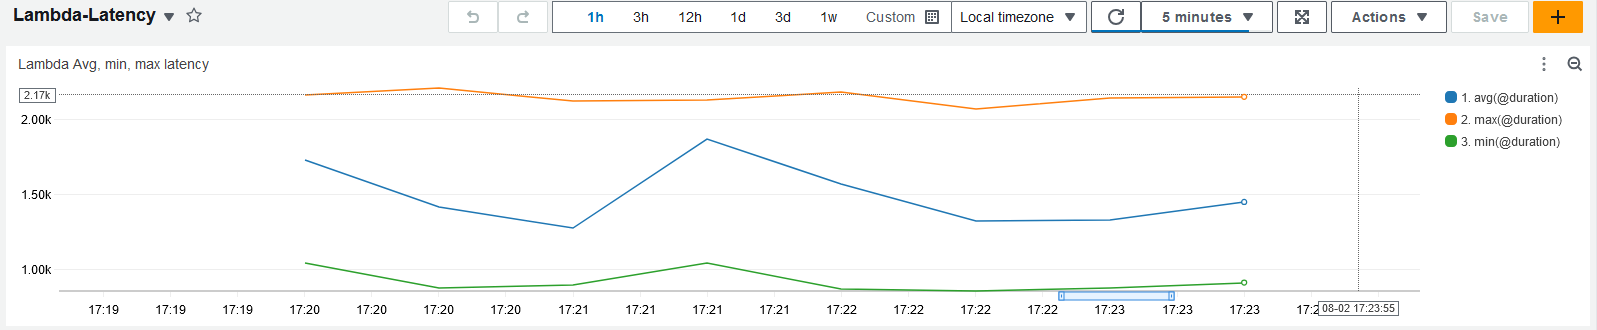 Lambda-Latency
1h 3h 12h 1d 3d 1w Custom Local timezone 5 minutes Actions Save
Lambda Avg, min, max latency
2.17k
2.00k
1.50k
1.00k
1. avg(@duration)
2. max(@duration)
3. min(@duration)
17:19 17:19 17:19 17:20 17:20 17:20 17:20 17:21 17:21 17:21 17:21 17:22 17:22 17:22 17:22 17:23 17:23 17:23
08-02 17:23:55